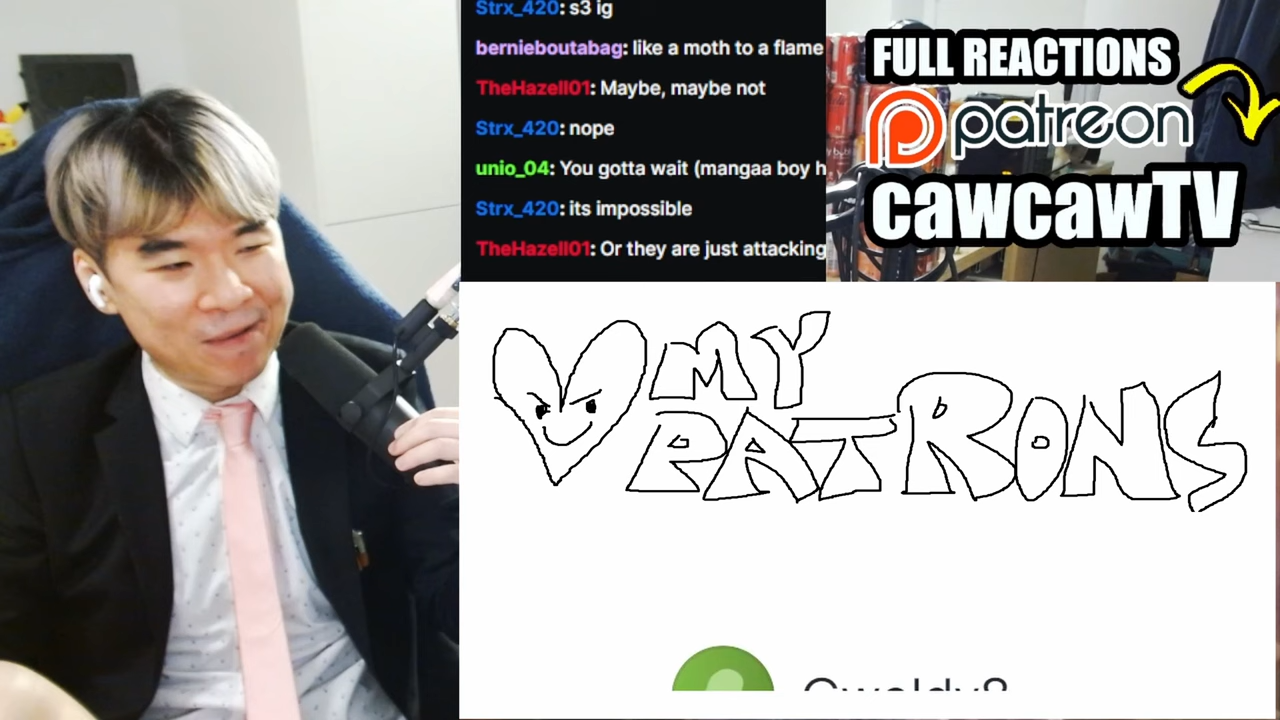 Strx_420: s3 ig
bernieboutabag: like a moth to a flame
TheHazell01: Maybe, maybe not
Strx_420: nope
unio_04: You gotta wait (mangaa boy h
Strx_420: its impossible
TheHazell01: Or they are just attacking
FULL REACTIONS
patreon
cawcawTV
MY
PATRONS